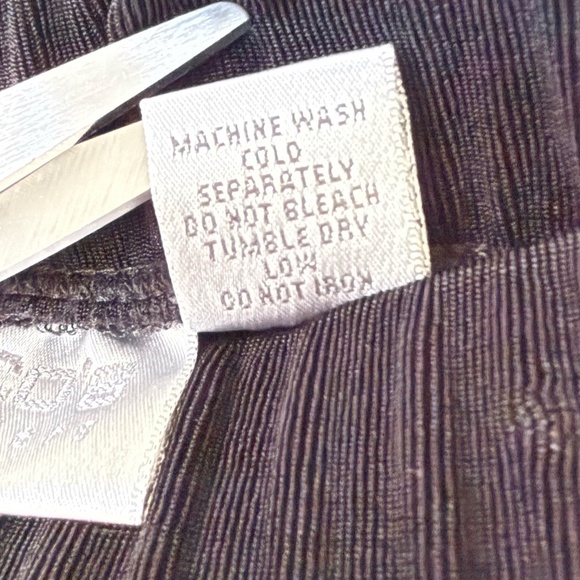 MACHINE WASH
COLD
SEPARATELY
DO NOT BLEACH
TUMBLE DRY
LOW
DO NOT IRON